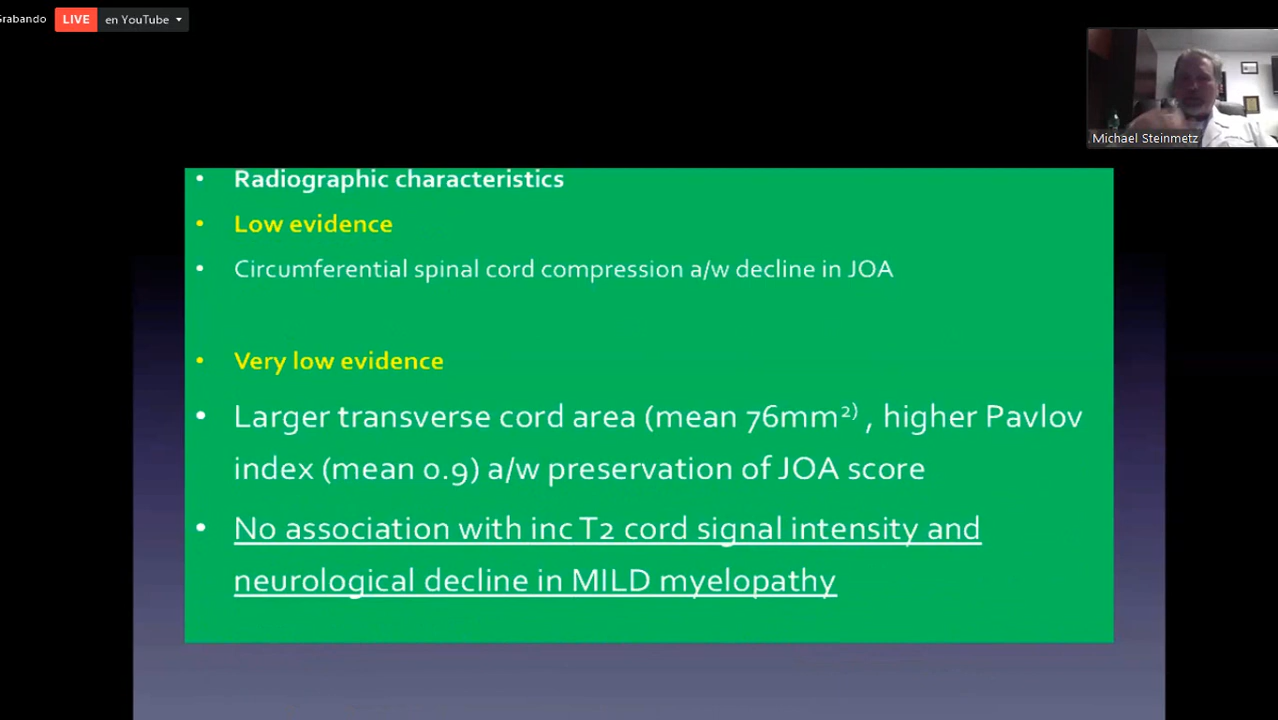 Grabando
LIVE en YouTube
Michael Steinmetz
• Radiographic characteristics
• Low evidence
• Circumferential spinal cord compression a/w decline in JOA
• Very low evidence
• Larger transverse cord area (mean 76mm²⁾ , higher Pavlov
index (mean 0.9) a/w preservation of JOA score
• No association with inc T2 cord signal intensity and
neurological decline in MILD myelopathy